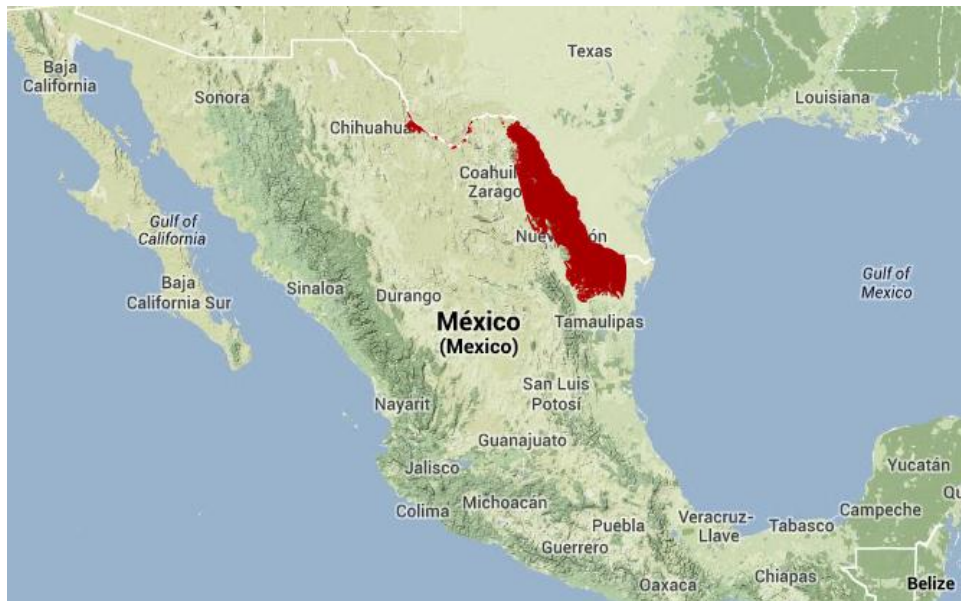 Texas
Baja
California
Louisiana
Sonora
Chihuahua
Coahuil
Zarago
Gulf of
California
Nuev
ón
Gulf of
Mexico
Baja
California Sur
Sinaloa
Durango
México
(Mexico)
Tamaulipas
San Luis
Potosí
Nayarit
Guanajuato
Yucatán
Jalisco
Qu
Michoacán
Colima
Campeche
Veracruz-
Llave
Puebla
Tabasco
Guerrero
Chiapas
Oaxaca
Belize